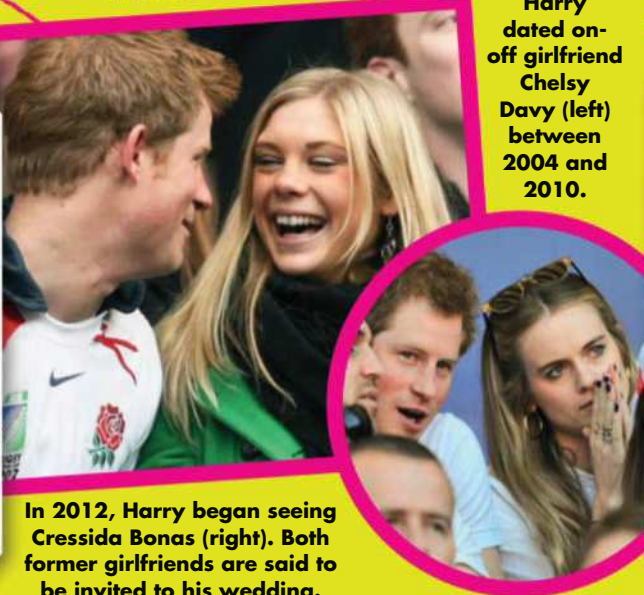 Harry
dated on-
off girlfriend
Chelsy
Davy (left)
between
2004 and
2010.
In 2012, Harry began seeing
Cressida Bonas (right). Both
former girlfriends are said to
be invited to his wedding.